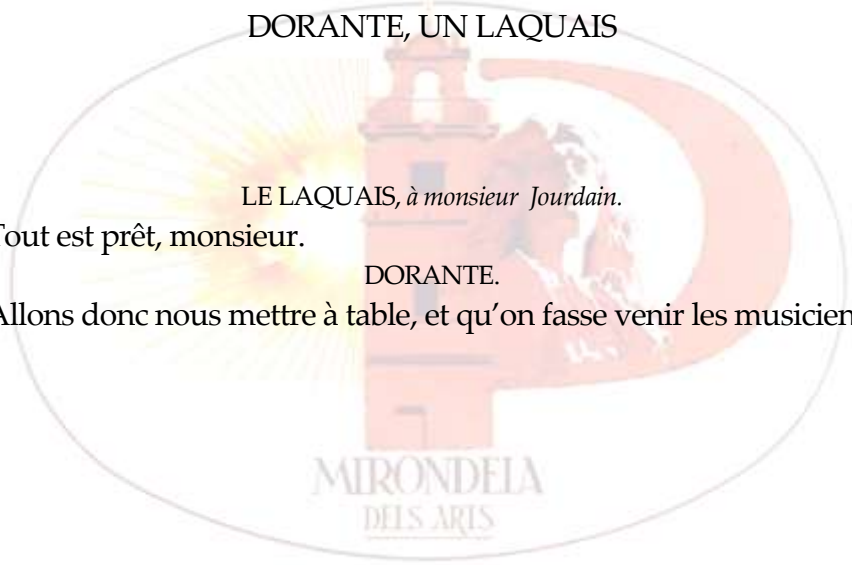 DORANTE, UN LAQUAIS
LE LAQUAIS, à monsieur Jourdain.
Tout est prêt, monsieur.
DORANTE.
Allons donc nous mettre à table, et qu’on fasse venir les musicien
MIRONDELA
DELS ARTS